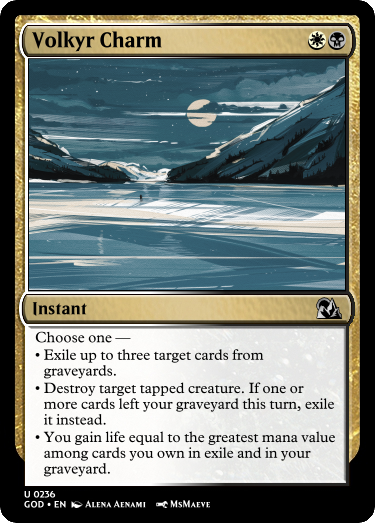 Volkyr Charm
Instant
Choose one —
• Exile up to three target cards from
graveyards.
• Destroy target tapped creature. If one or
more cards left your graveyard this turn, exile
it instead.
• You gain life equal to the greatest mana value
among cards you own in exile and in your
graveyard.
U 0236
GOD • EN Alena Aenami MsMaeve